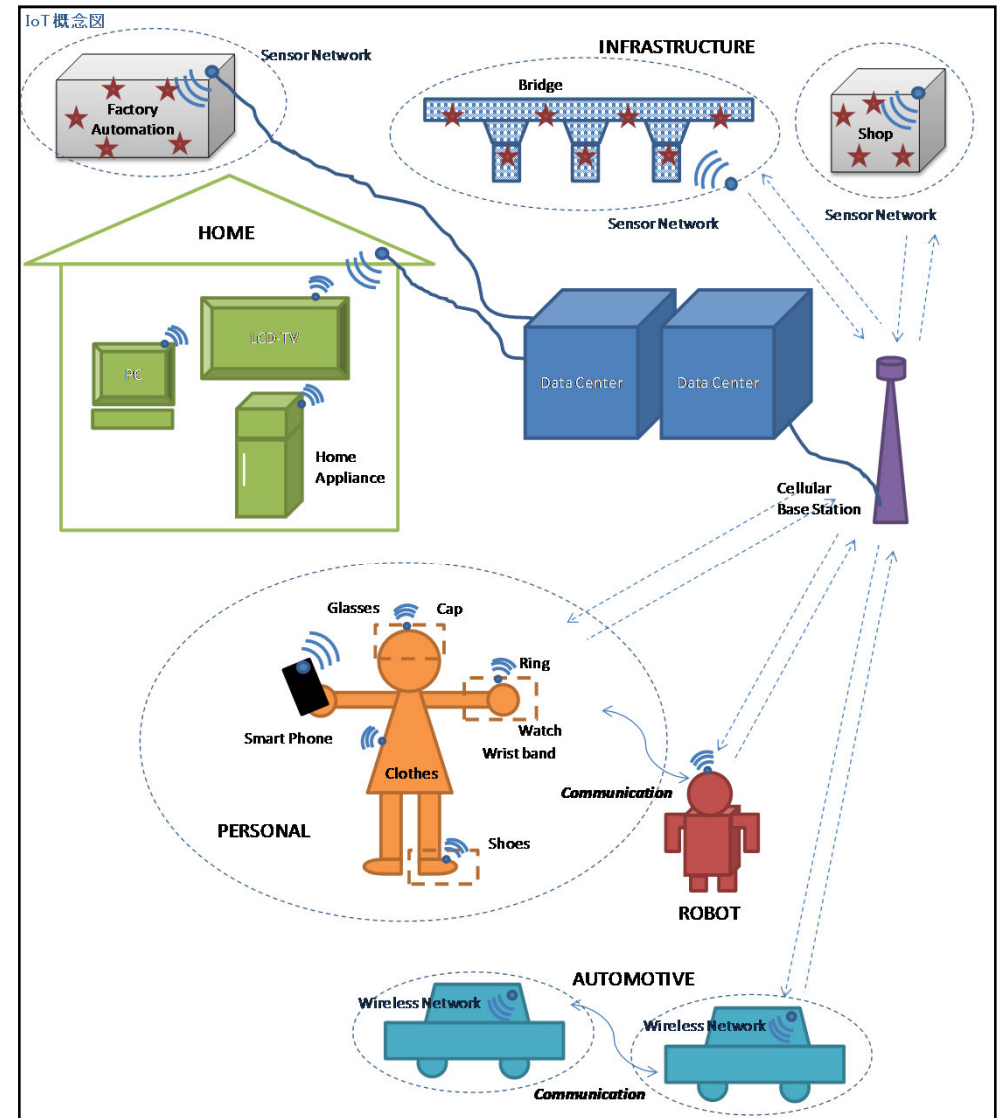 IoT 概念図
Sensor Network
Factory
Automation
INFRASTRUCTURE
Bridge
Sensor Network
Shop
Sensor Network
HOME
LCD-TV
PC
Home
Appliance
Data Center
Data Center
Cellular
Base Station
Glasses
Cap
Ring
Smart Phone
Watch
Wrist band
Clothes
Communication
PERSONAL
Shoes
ROBOT
AUTOMOTIVE
Wireless Network
Wireless Network
Communication